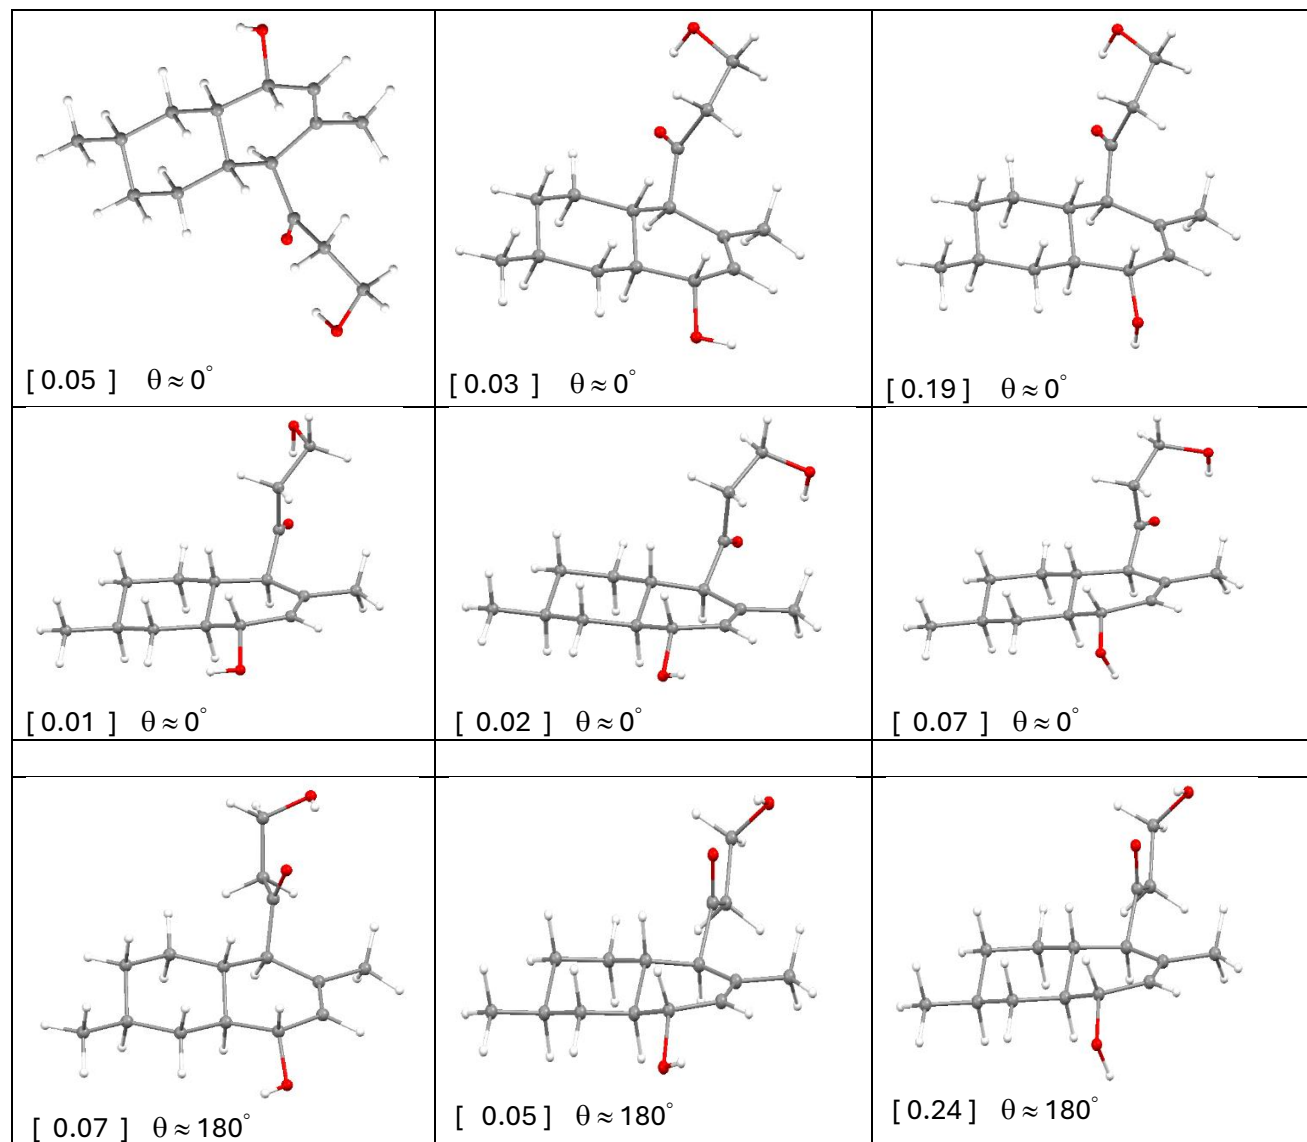 [ 0.05 ] θ ≈ 0°
[ 0.03 ] θ ≈ 0°
[ 0.19 ] θ ≈ 0°
[ 0.01 ] θ ≈ 0°
[ 0.02 ] θ ≈ 0°
[ 0.07 ] θ ≈ 0°
[ 0.07 ] θ ≈ 180°
[ 0.05 ] θ ≈ 180°
[ 0.24 ] θ ≈ 180°